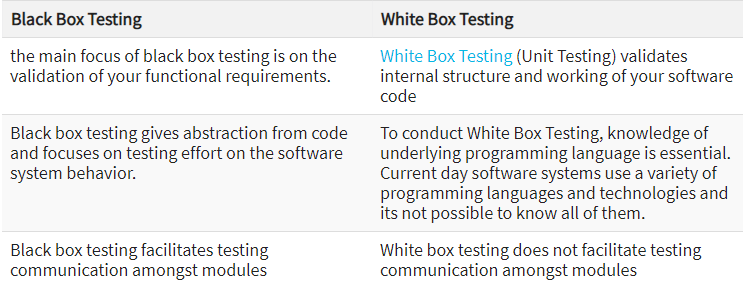 Black Box Testing
White Box Testing
the main focus of black box testing is on the
validation of your functional requirements.
White Box Testing (Unit Testing) validates
internal structure and working of your software
code
Black box testing gives abstraction from code
and focuses on testing effort on the software
system behavior.
To conduct White Box Testing, knowledge of
underlying programming language is essential.
Current day software systems use a variety of
programming languages and technologies and
its not possible to know all of them.
Black box testing facilitates testing
communication amongst modules
White box testing does not facilitate testing
communication amongst modules